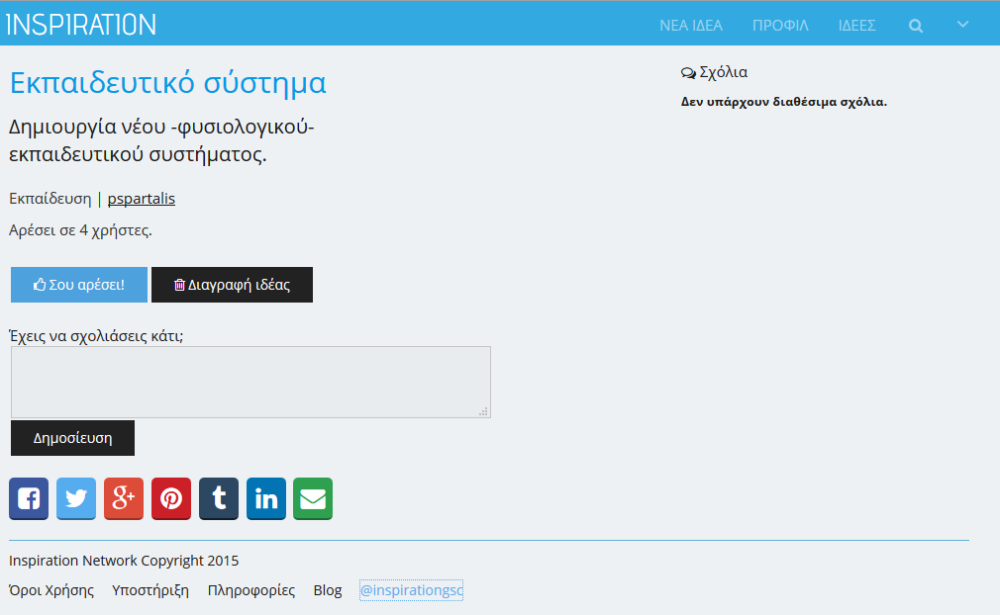 INSPIRATION
ΝΕΑ ΙΔΕΑ ΠΡΟΦΙΛ ΙΔΕΕΣ
Εκπαιδευτικό σύστημα
Δημιουργία νέου -φυσιολογικού-
εκπαιδευτικού συστήματος.
Εκπαίδευση | pspartalis
Αρέσει σε 4 χρήστες.
Σου αρέσει! Διαγραφή ιδέας
Έχεις να σχολιάσεις κάτι;
Δημοσίευση
Σχόλια
Δεν υπάρχουν διαθέσιμα σχόλια.
Inspiration Network Copyright 2015
Όροι Χρήσης Υποστήριξη Πληροφορίες Blog @inspirationgsc